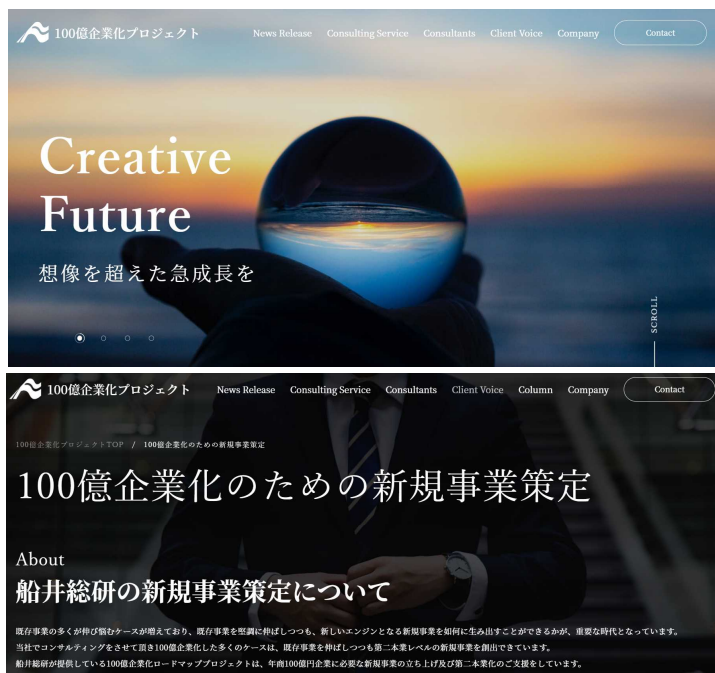 100億企業化プロジェクト
News Release Consulting Service Consultants Client Voice Company Contact
Creative
Future
想像を超えた急成長を
SCROLL
100億企業化プロジェクト
News Release Consulting Service Consultants Client Voice Column Company Contact
100億企業化プロジェクトTOP / 100億企業化のための新規事業策定
100億企業化のための新規事業策定
About
船井総研の新規事業策定について
既存事業の多くが伸び悩むケースが増えており、既存事業を堅調に伸ばしつつも、新しいエンジンとなる新規事業を如何に生み出すことができるかが、重要な時代となっています。
当社でコンサルティングをさせて頂き100億企業化した多くのケースは、既存事業を伸ばしつつも第二本業レベルの新規事業を創出できています。
船井総研が提供している100億企業化ロードマッププロジェクトは、年商100億円企業に必要な新規事業の立ち上げ及び第二本業化のご支援をしています。